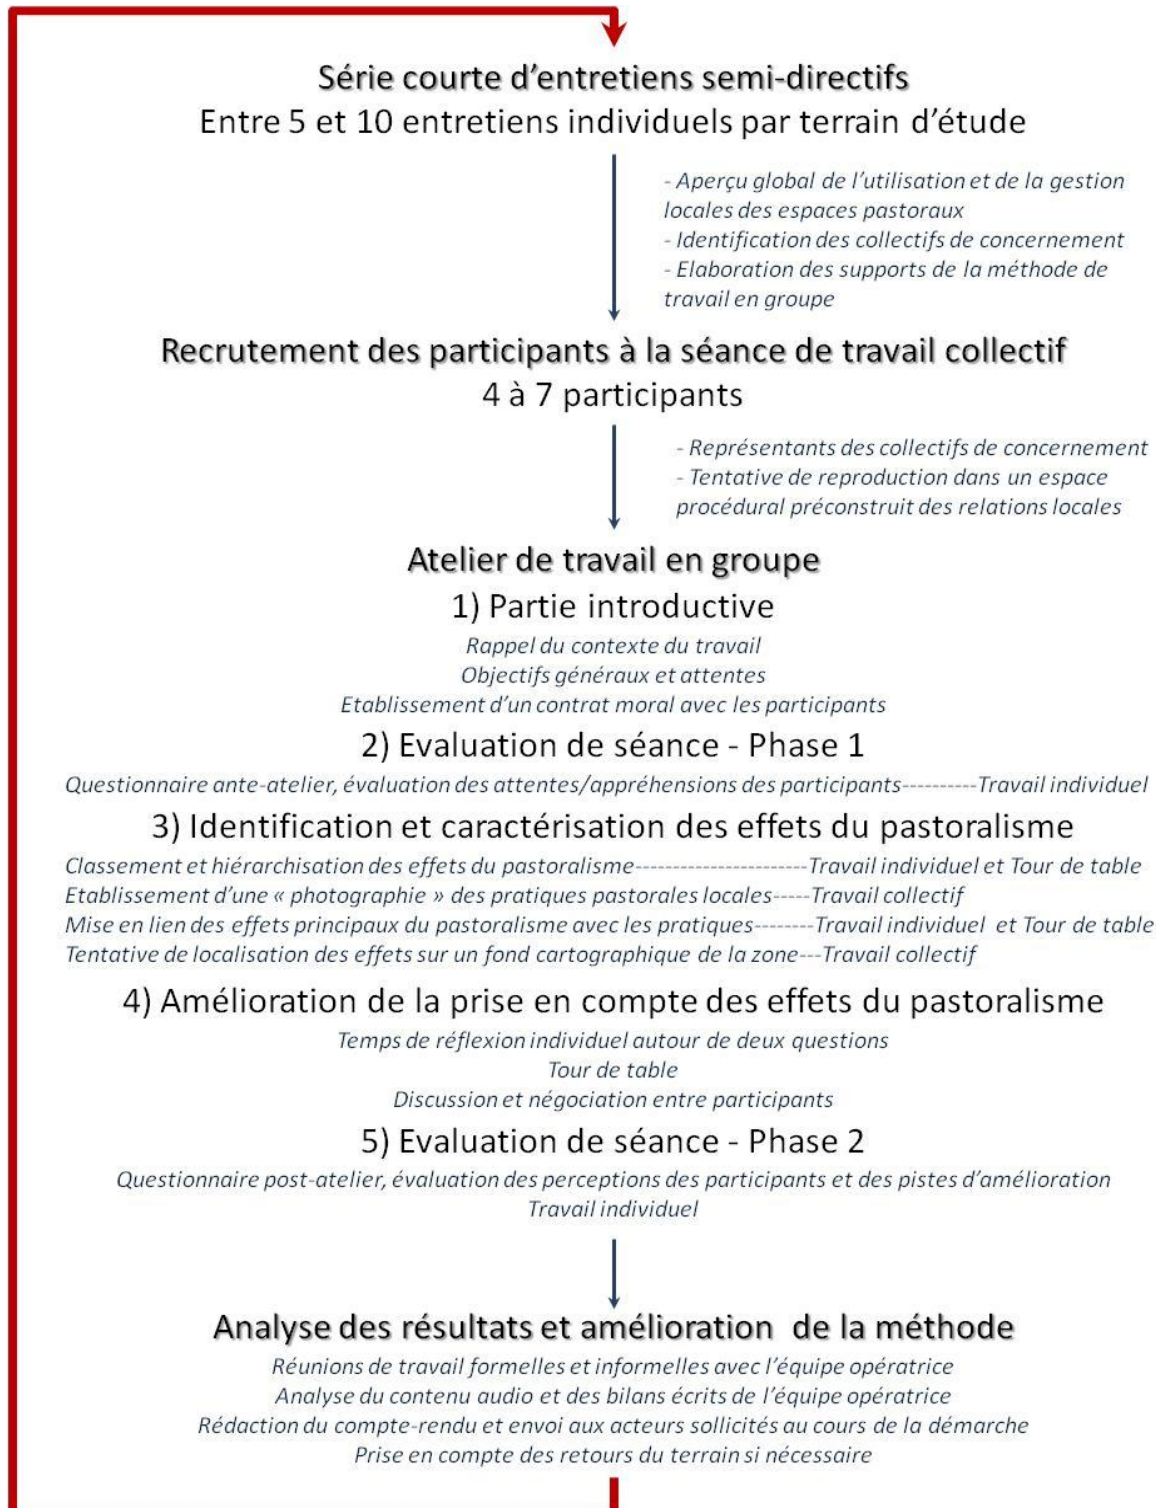 Série courte d'entretiens semi-directifs
Entre 5 et 10 entretiens individuels par terrain d'étude
- Aperçu global de l'utilisation et de la gestion
locales des espaces pastoraux
- Identification des collectifs de concernement
- Elaboration des supports de la méthode de
travail en groupe
Recrutement des participants à la séance de travail collectif
4 à 7 participants
- Représentants des collectifs de concernement
- Tentative de reproduction dans un espace
procédural préconstruit des relations locales
Atelier de travail en groupe
1) Partie introductive
Rappel du contexte du travail
Objectifs généraux et attentes
Etablissement d'un contrat moral avec les participants
2) Evaluation de séance - Phase 1
Questionnaire ante-atelier, évaluation des attentes/appréhensions des participants----------Travail individuel
3) Identification et caractérisation des effets du pastoralisme
Classement et hiérarchisation des effets du pastoralisme-----------------------Travail individuel et Tour de table
Etablissement d'une « photographie » des pratiques pastorales locales-----Travail collectif
Mise en lien des effets principaux du pastoralisme avec les pratiques--------Travail individuel et Tour de table
Tentative de localisation des effets sur un fond cartographique de la zone---Travail collectif
4) Amélioration de la prise en compte des effets du pastoralisme
Temps de réflexion individuel autour de deux questions
Tour de table
Discussion et négociation entre participants
5) Evaluation de séance - Phase 2
Questionnaire post-atelier, évaluation des perceptions des participants et des pistes d'amélioration
Travail individuel
Analyse des résultats et amélioration de la méthode
Réunions de travail formelles et informelles avec l'équipe opératrice
Analyse du contenu audio et des bilans écrits de l'équipe opératrice
Rédaction du compte-rendu et envoi aux acteurs sollicités au cours de la démarche
Prise en compte des retours du terrain si nécessaire